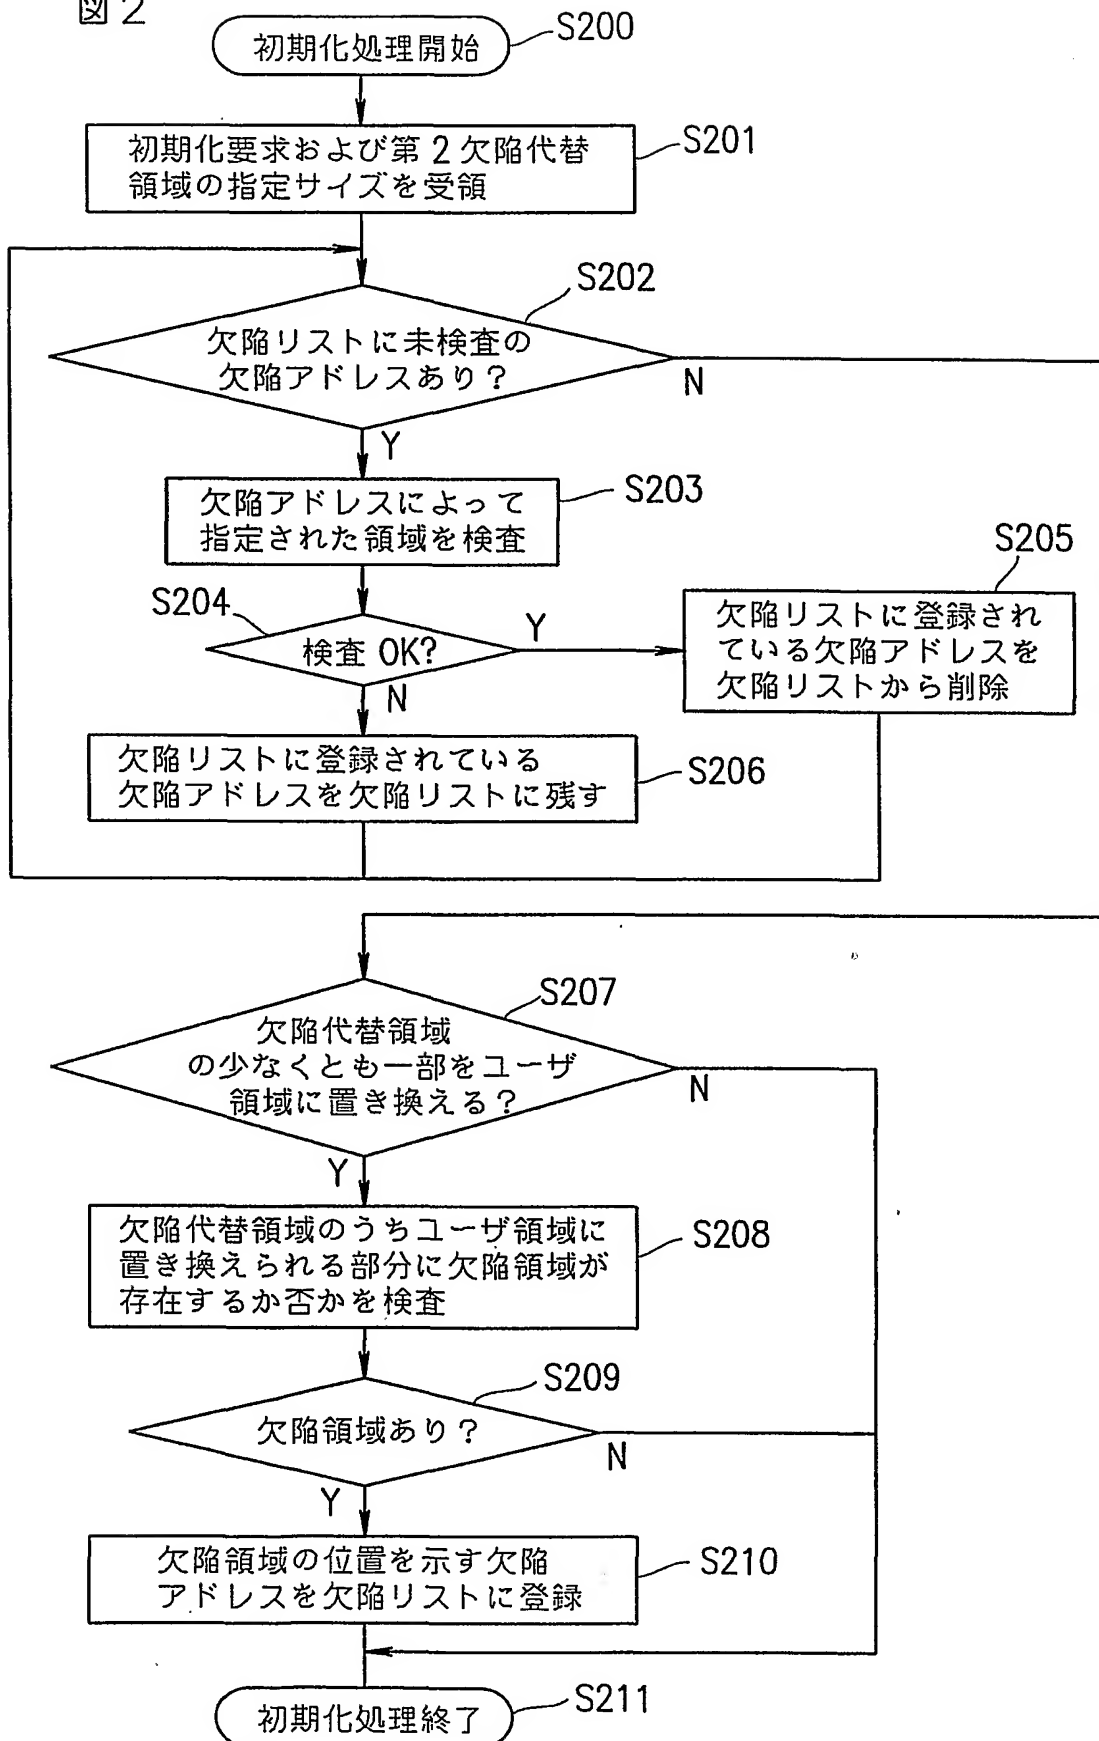 図2
初期化処理開始
S200
初期化要求および第2欠陥代替
領域の指定サイズを受領
S201
S202
欠陥リストに未検査の
欠陥アドレスあり?
N
Y
欠陥アドレスによって
指定された領域を検査
S203
S204
検査 OK?
Y
N
S205
欠陥リストに登録され
ている欠陥アドレスを
欠陥リストから削除
欠陥リストに登録されている
欠陥アドレスを欠陥リストに残す
S206
S207
欠陥代替領域
の少なくとも一部をユーザ
領域に置き換える?
N
Y
欠陥代替領域のうちユーザ領域に
置き換えられる部分に欠陥領域が
存在するか否かを検査
S208
S209
欠陥領域あり?
N
Y
欠陥領域の位置を示す欠陥
アドレスを欠陥リストに登録
S210
初期化処理終了
S211